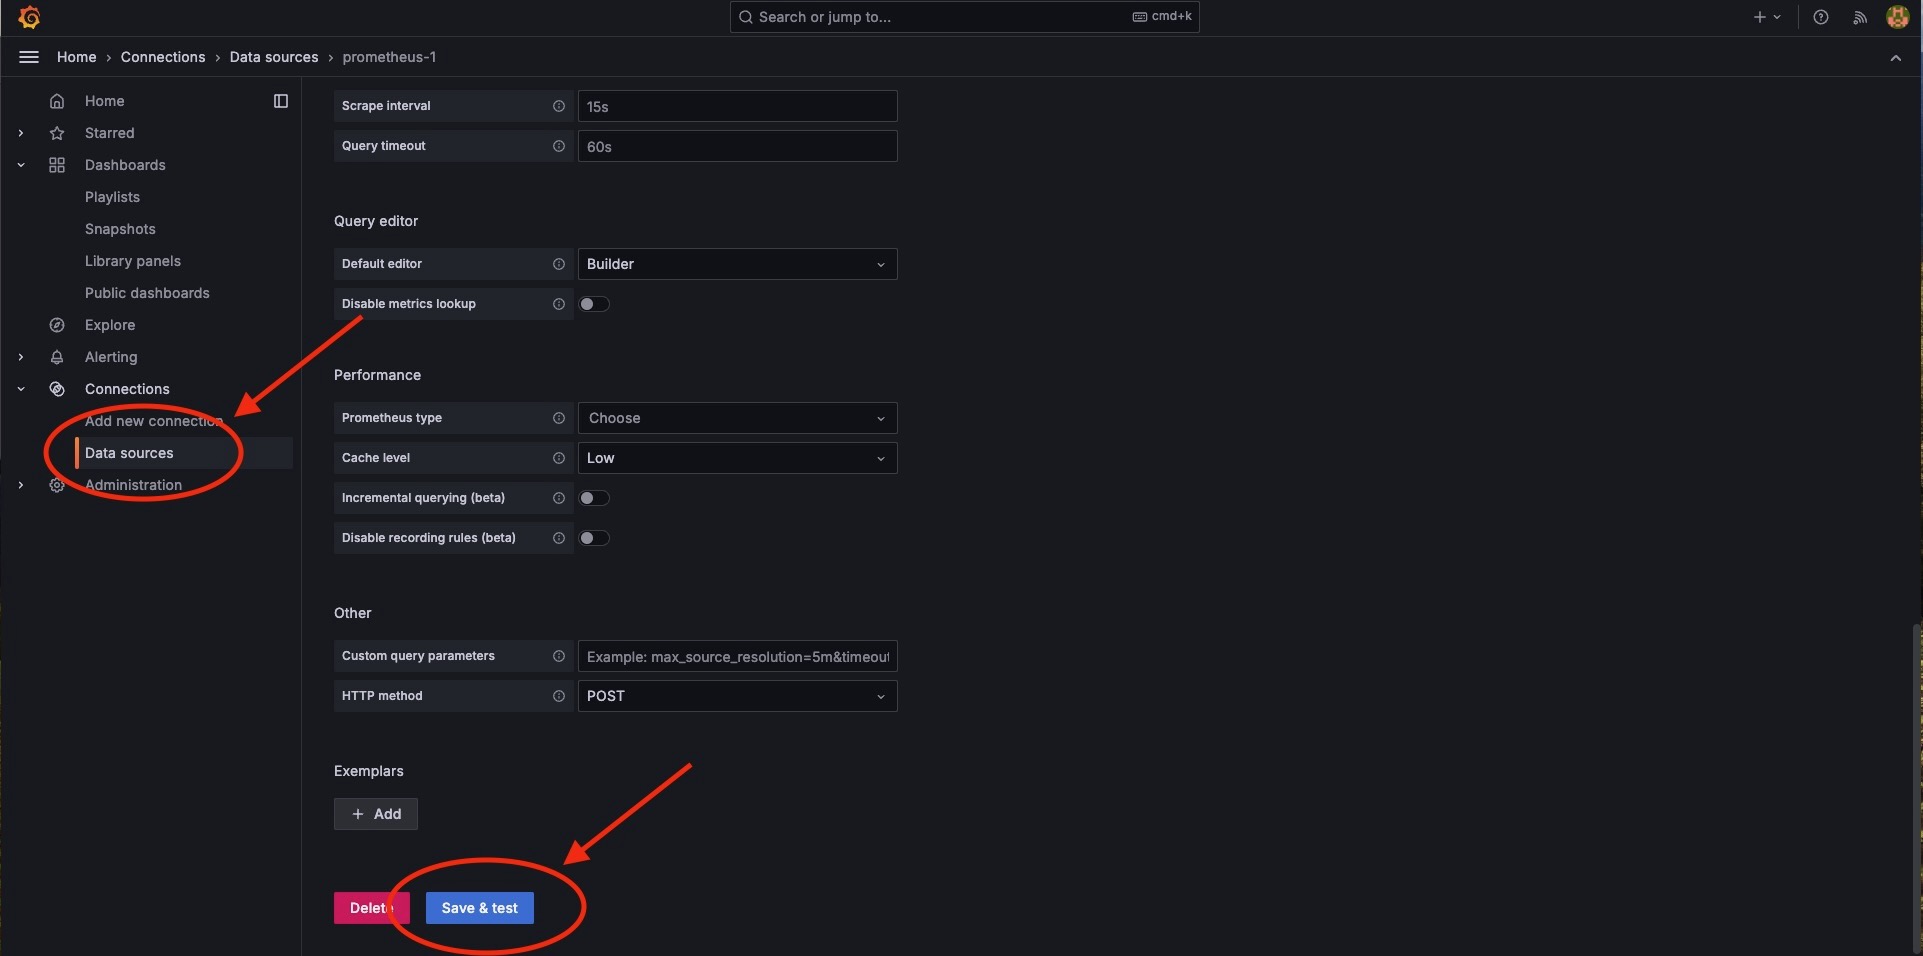 Search or jump to...
cmd+k
Home › Connections › Data sources › prometheus-1
Home
Starred
Dashboards
Playlists
Snapshots
Library panels
Public dashboards
Explore
Alerting
Connections
Add new connection
Data sources
Administration
Scrape interval
15s
Query timeout
60s
Query editor
Default editor
Builder
Disable metrics lookup
Performance
Prometheus type
Choose
Cache level
Low
Incremental querying (beta)
Disable recording rules (beta)
Other
Custom query parameters
Example: max_source_resolution=5m&timeout
HTTP method
POST
Exemplars
+ Add
Delete
Save & test